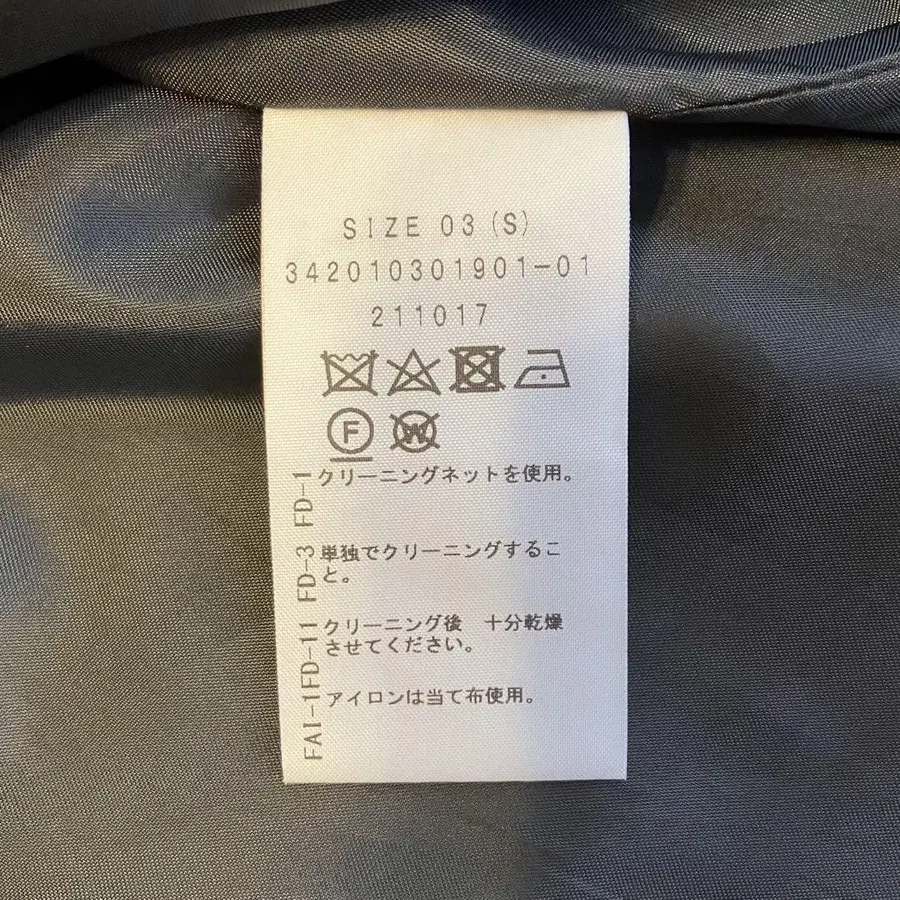 SIZE 03 (S)
342010301901-01
211017
F W
FD-1 クリーニングネットを使用。
FD-3 単独でクリーニングするこ
と。
FD-11 クリーニング後 十分乾燥
させてください。
FAI-1 アイロンは当て布使用。